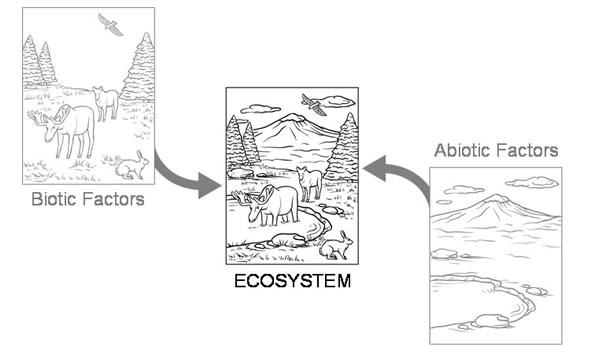 Biotic Factors
Abiotic Factors
ECOSYSTEM